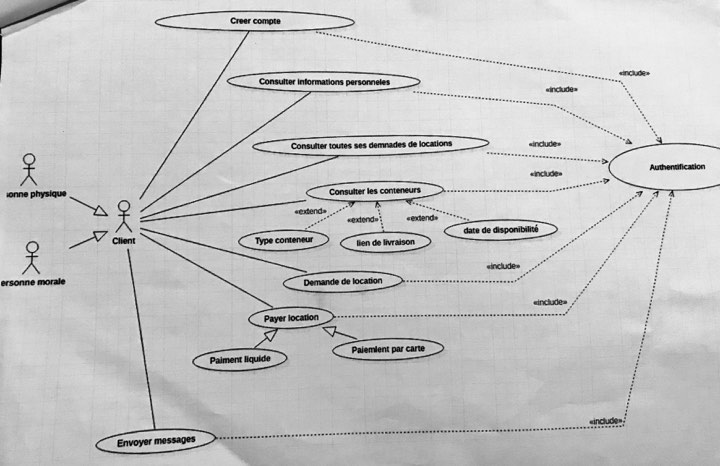 Creer compte
«include»
Consulter informations personneles
«include»
Consulter toutes ses demnades de locations
«include»
Authentification
«include»
onne physique
Consulter les conteneurs
«extend»
«extend»
«extend»
Client
Type conteneur
lien de livraison
date de disponibilité
ersonne morale
Demande de location
«include»
Payer location
«include»
Paiment liquide
Paiemlent par carte
Envoyer messages
«include»